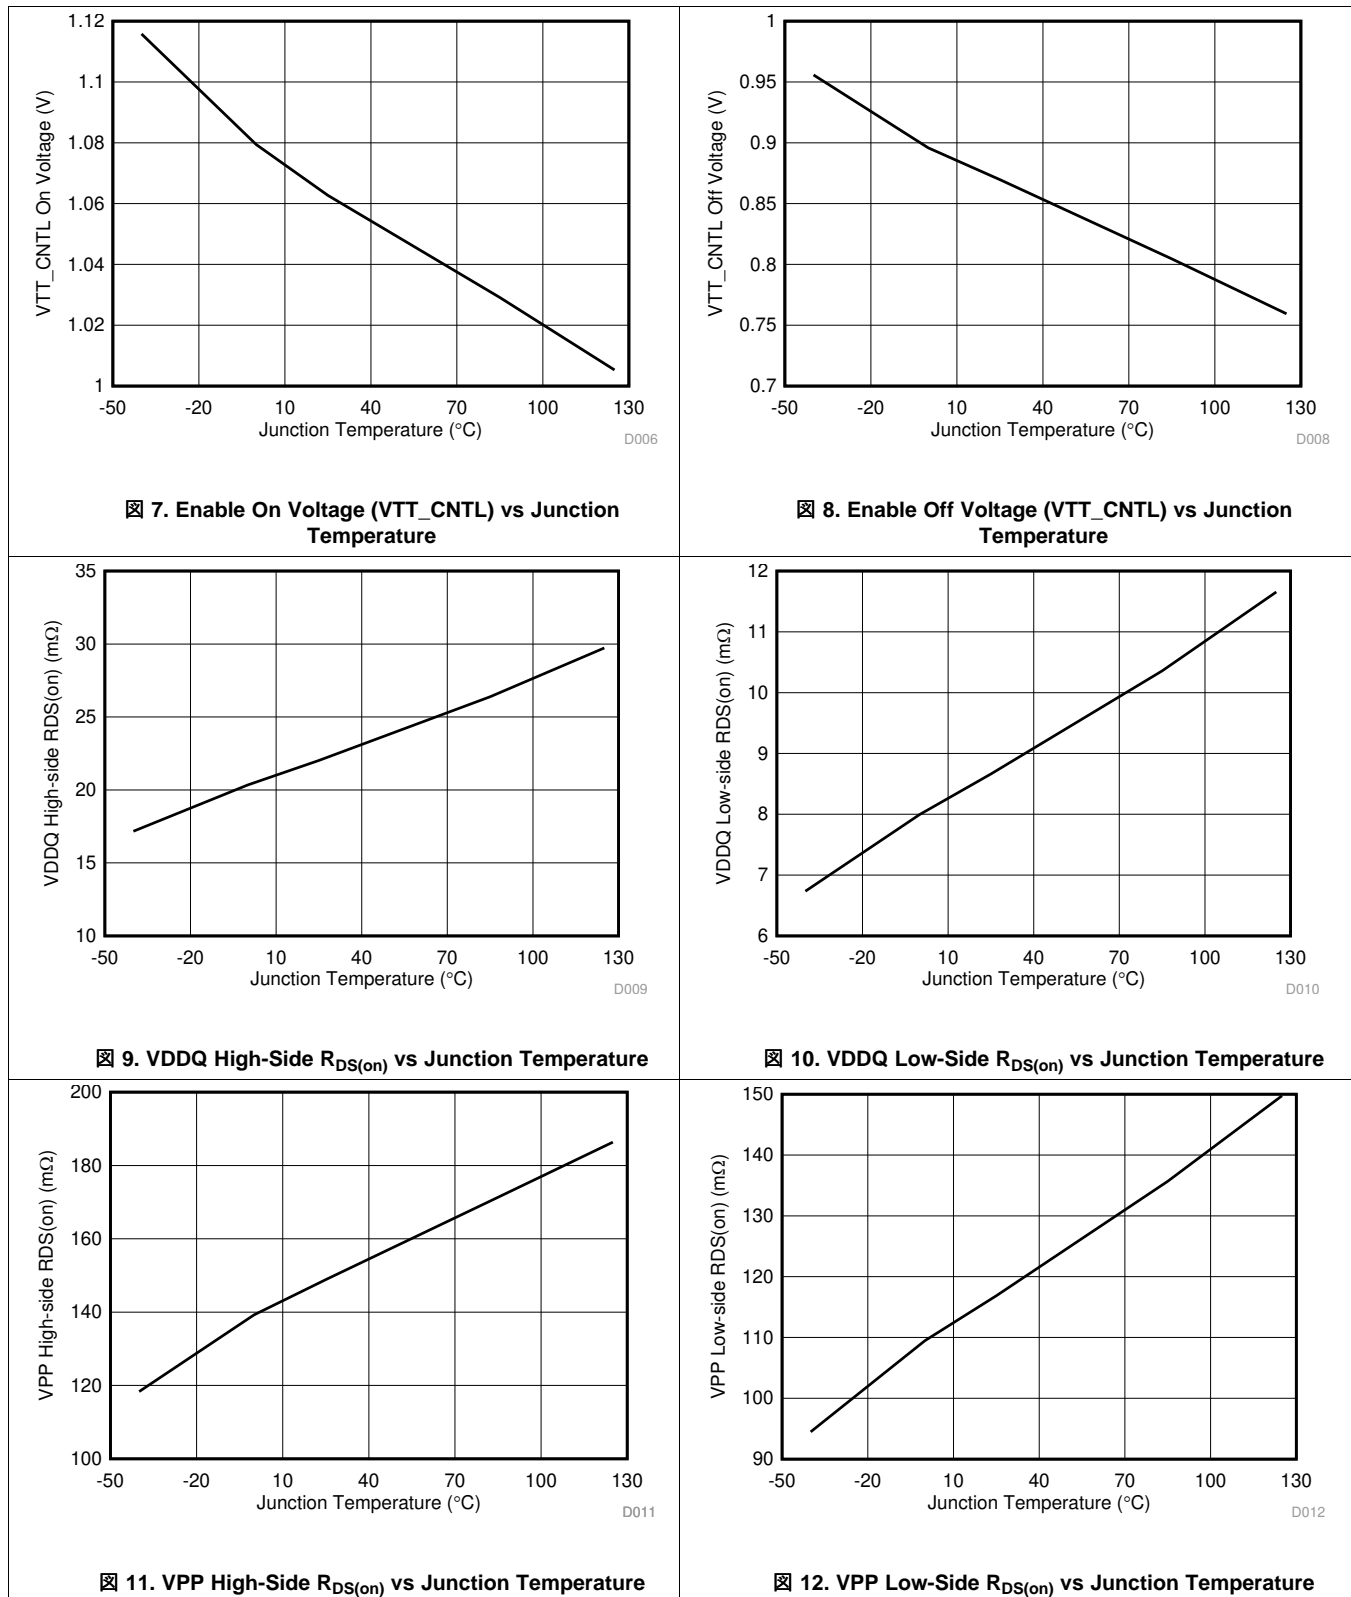 1.12
1.1
1.08
1.06
1.04
1.02
1
VTT_CNTL On Voltage (V)
-50 -20 10 40 70 100 130
Junction Temperature (°C)
D006
図 7. Enable On Voltage (VTT_CNTL) vs Junction
Temperature
1
0.95
0.9
0.85
0.8
0.75
0.7
VTT_CNTL Off Voltage (V)
-50 -20 10 40 70 100 130
Junction Temperature (°C)
D008
図 8. Enable Off Voltage (VTT_CNTL) vs Junction
Temperature
35
30
25
20
15
10
VDDQ High-side RDS(on) (mΩ)
-50 -20 10 40 70 100 130
Junction Temperature (°C)
D009
図 9. VDDQ High-Side RDS(on) vs Junction Temperature
12
11
10
9
8
7
6
VDDQ Low-side RDS(on) (mΩ)
-50 -20 10 40 70 100 130
Junction Temperature (°C)
D010
図 10. VDDQ Low-Side RDS(on) vs Junction Temperature
200
180
160
140
120
100
VPP High-side RDS(on) (mΩ)
-50 -20 10 40 70 100 130
Junction Temperature (°C)
D011
図 11. VPP High-Side RDS(on) vs Junction Temperature
150
140
130
120
110
100
90
VPP Low-side RDS(on) (mΩ)
-50 -20 10 40 70 100 130
Junction Temperature (°C)
D012
図 12. VPP Low-Side RDS(on) vs Junction Temperature